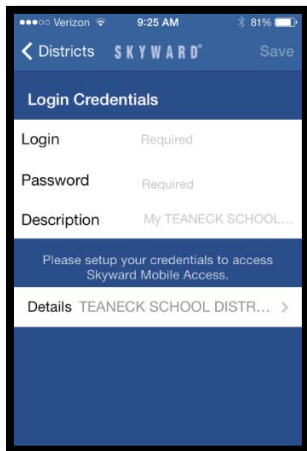 Verizon 9:25 AM 81%
Districts SKYWARD® Save
Login Credentials
Login Required
Password Required
Description My TEANECK SCHOOL...
Please setup your credentials to access
Skyward Mobile Access.
Details TEANECK SCHOOL DISTR...